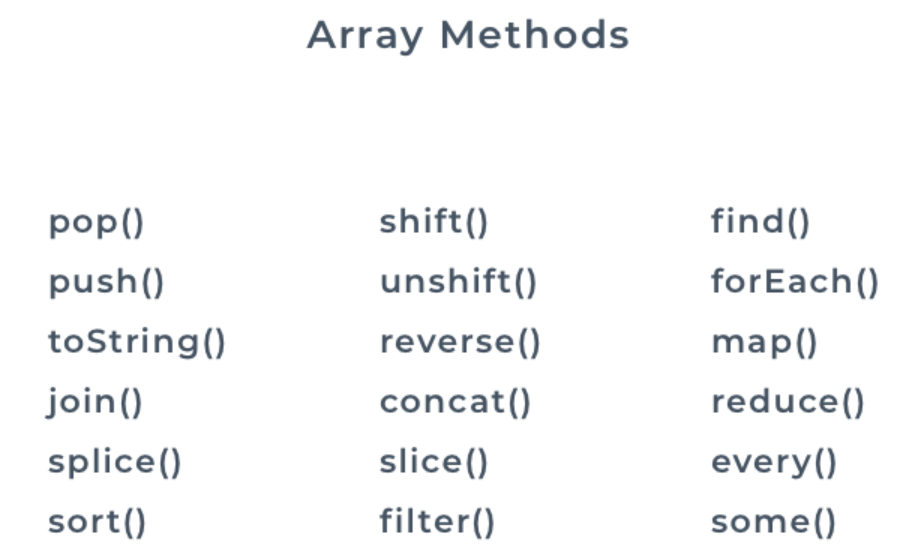 Array Methods
pop()
push()
toString()
join()
splice()
sort()
shift()
unshift()
reverse()
concat()
slice()
filter()
find()
forEach()
map()
reduce()
every()
some()